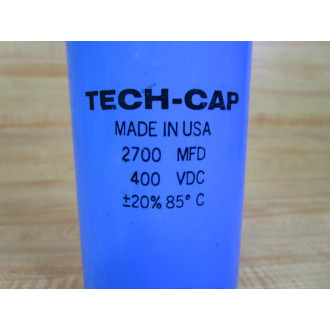 TECH-CAP
MADE IN USA
2700 MFD
400 VDC
±20% 85° C